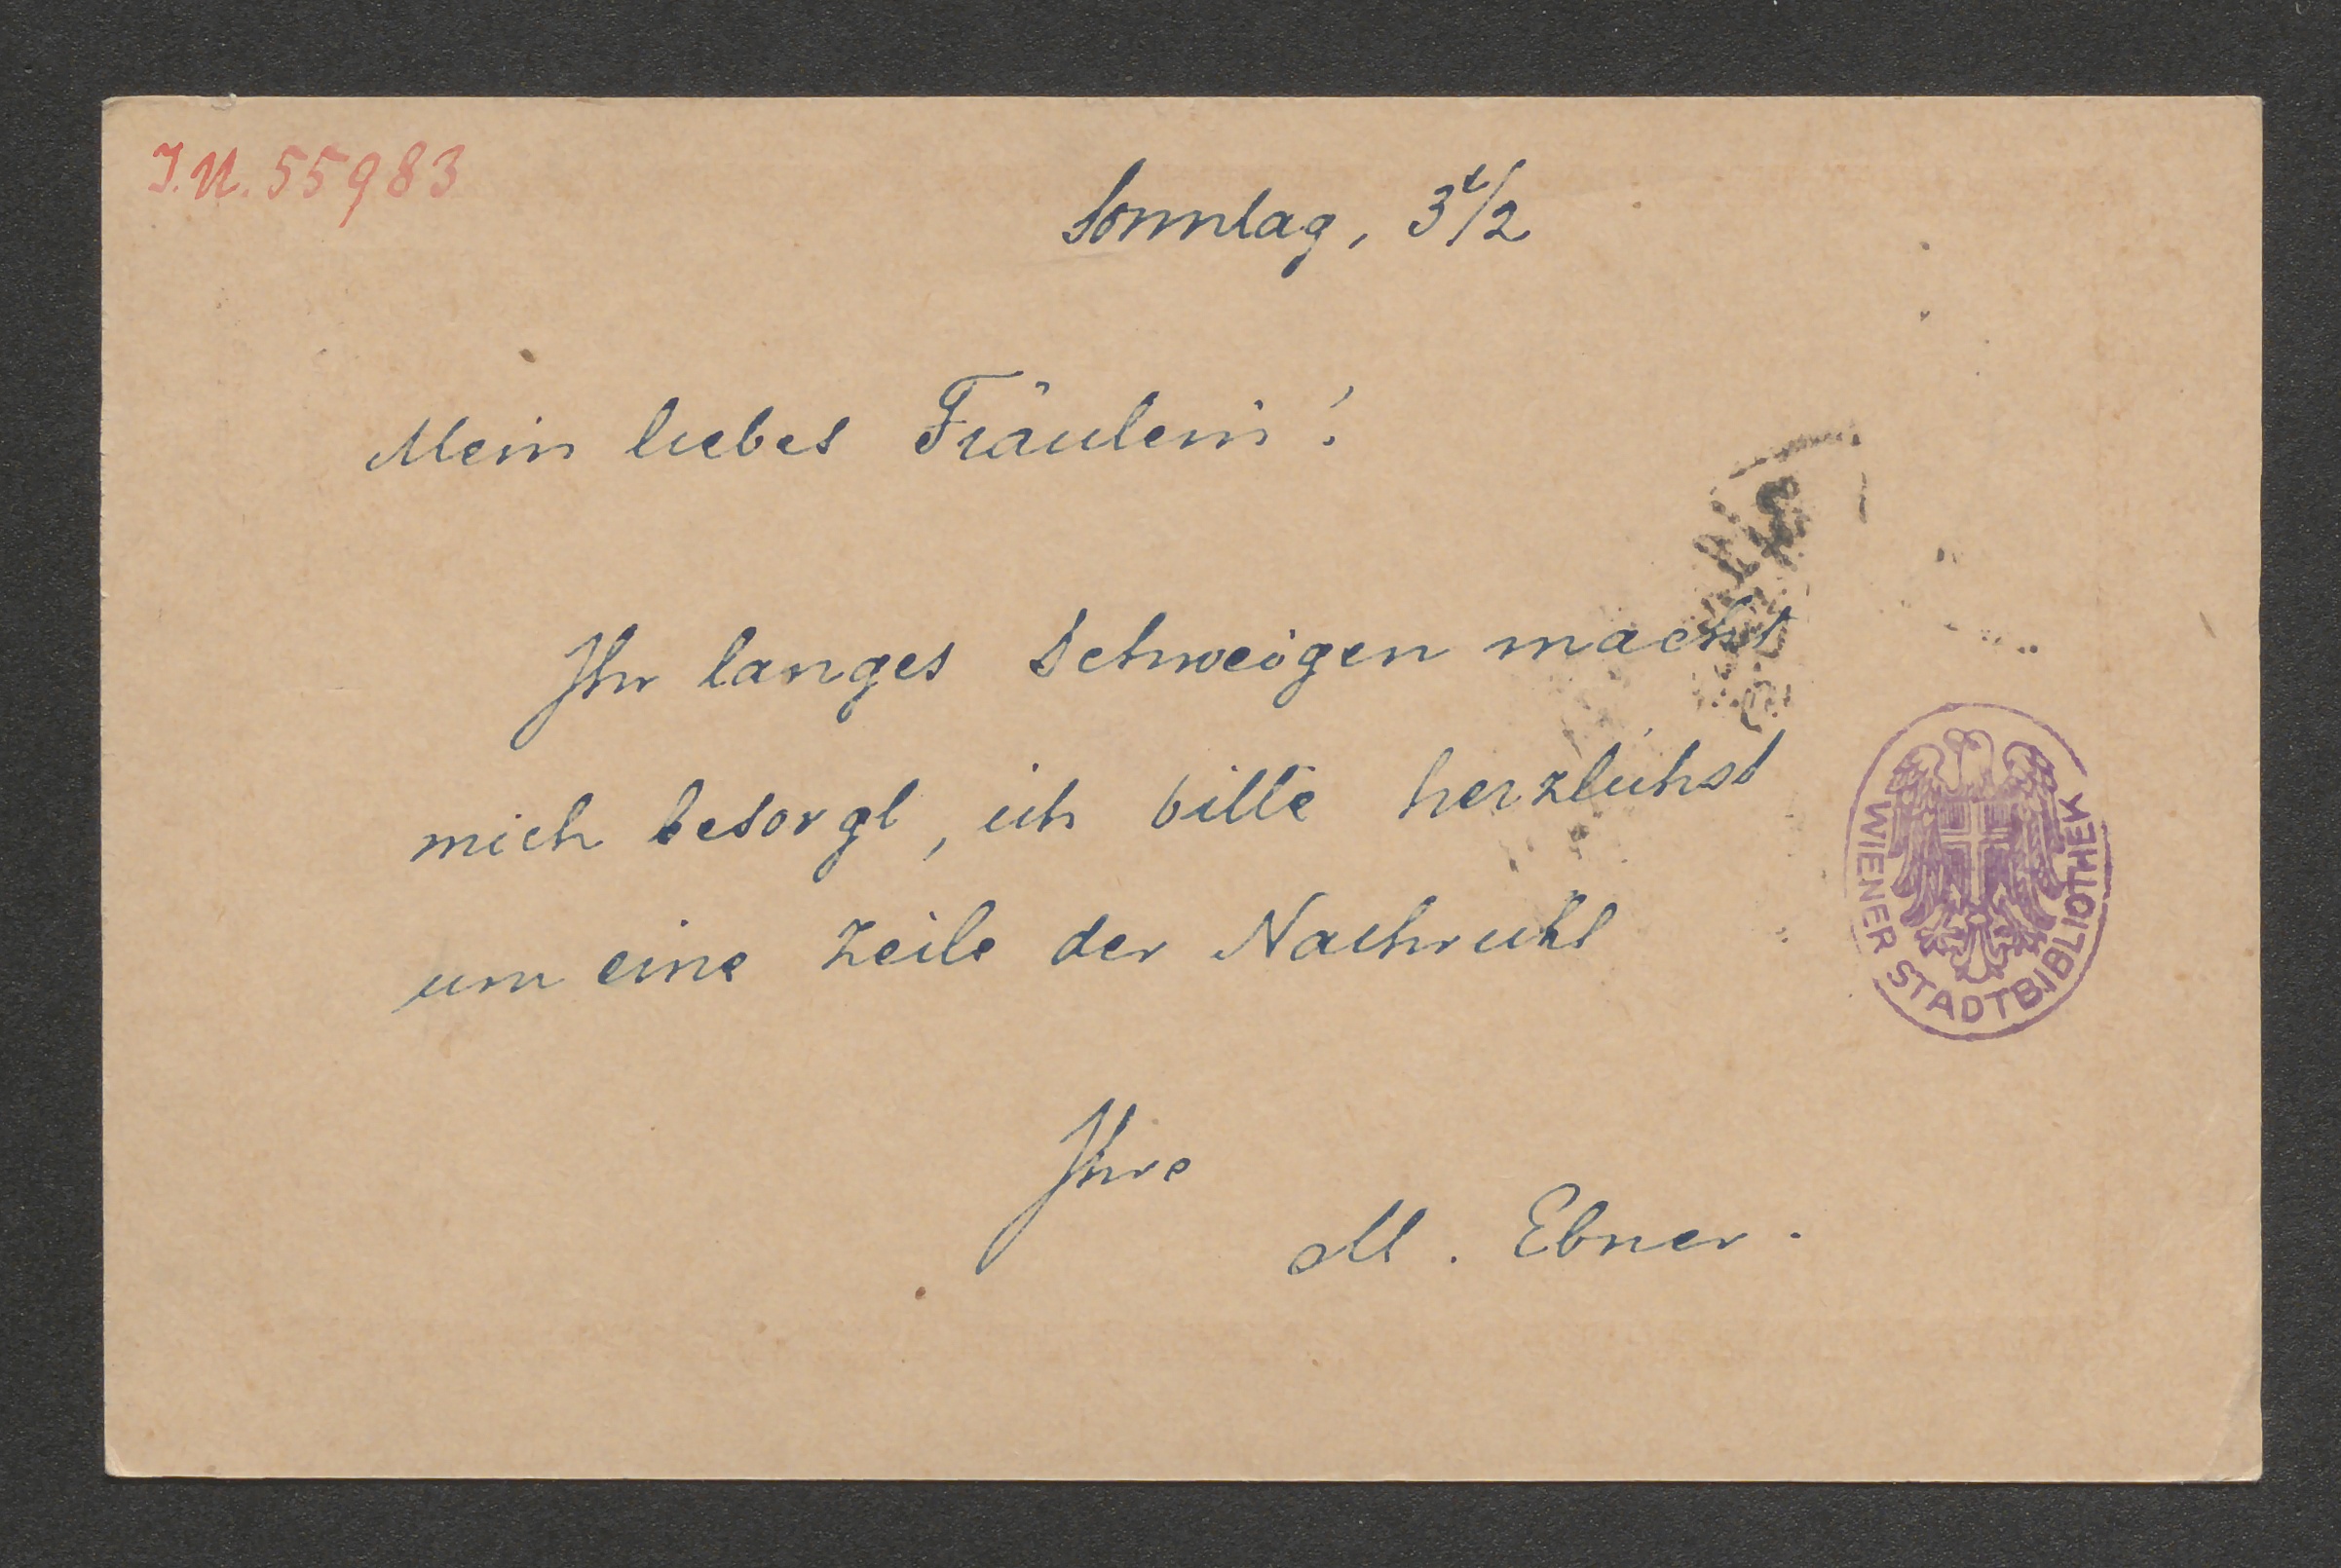 I.N. 55983
Sonntag, 3t/2
Mein liebes Fräulein!
Ihr langes Schweigen macht
mich besorgt, ich bitte herzlichst
um eine Zeile der Nachricht
Ihre
M. Ebner.
WIENER STADTBIBLIOTHEK